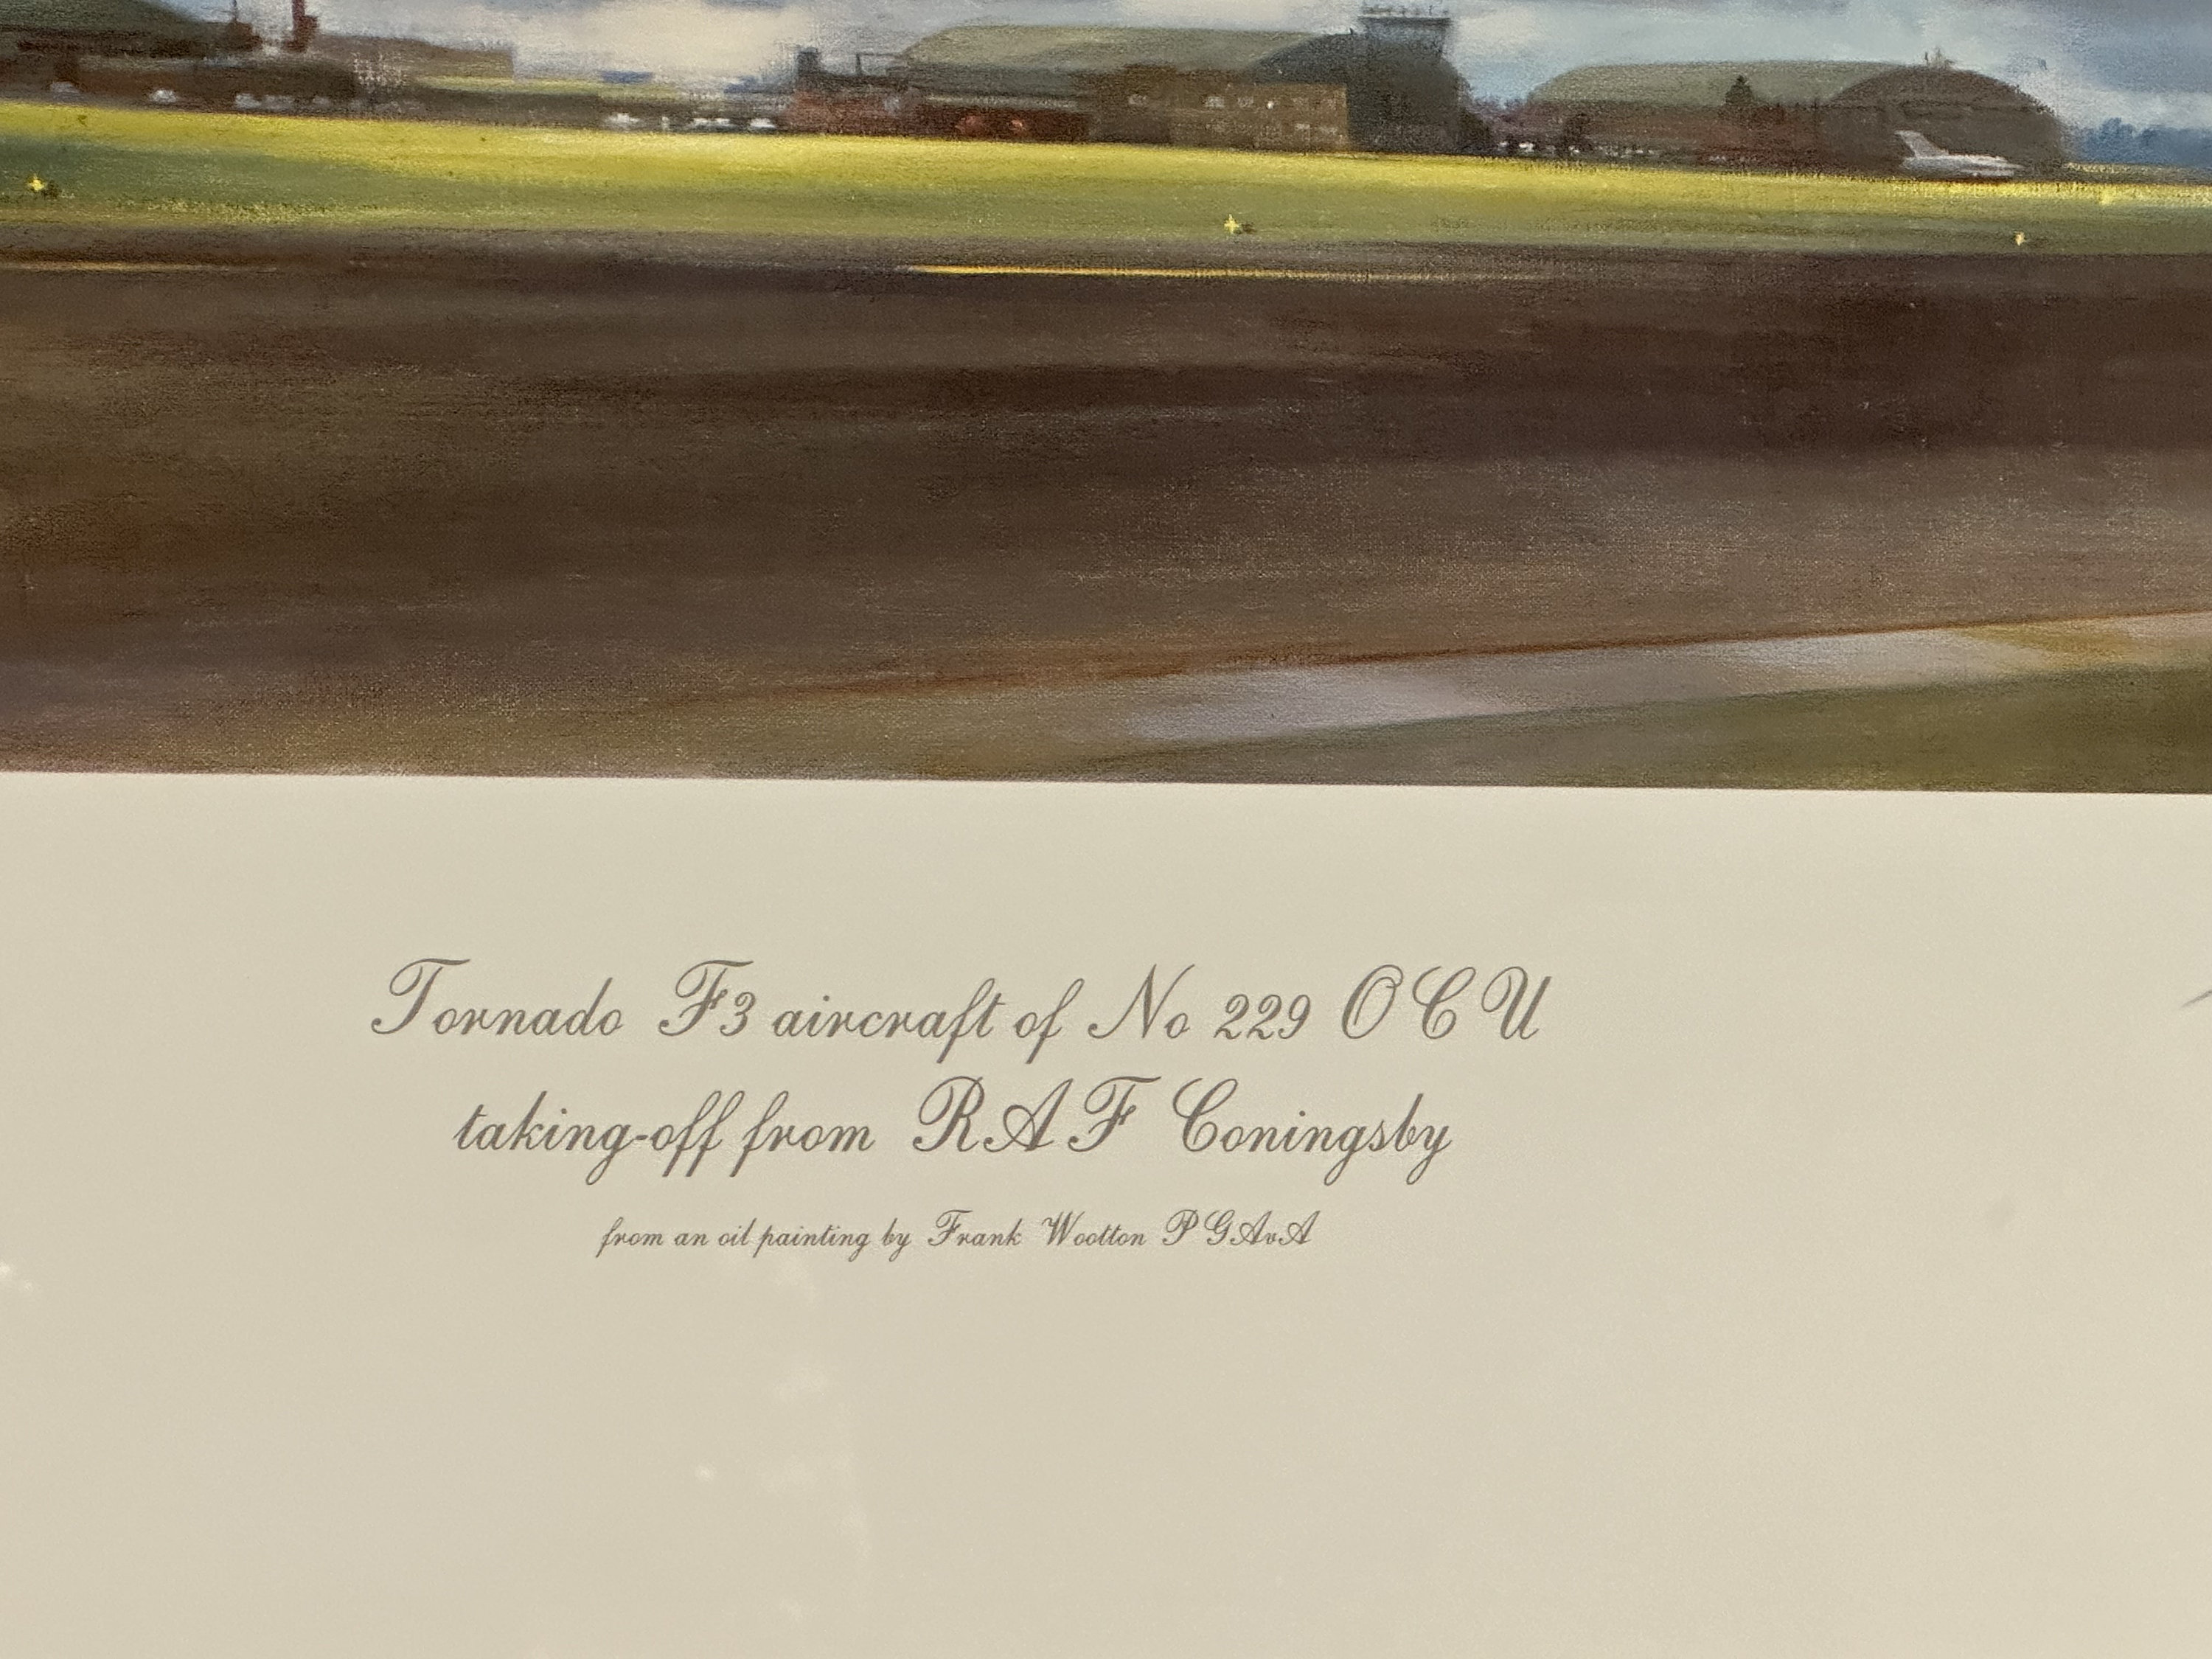 Tornado F3 aircraft of No 229 OCU
taking-off from RAF Coningsby
from an oil painting by Frank Wootton PGAvA